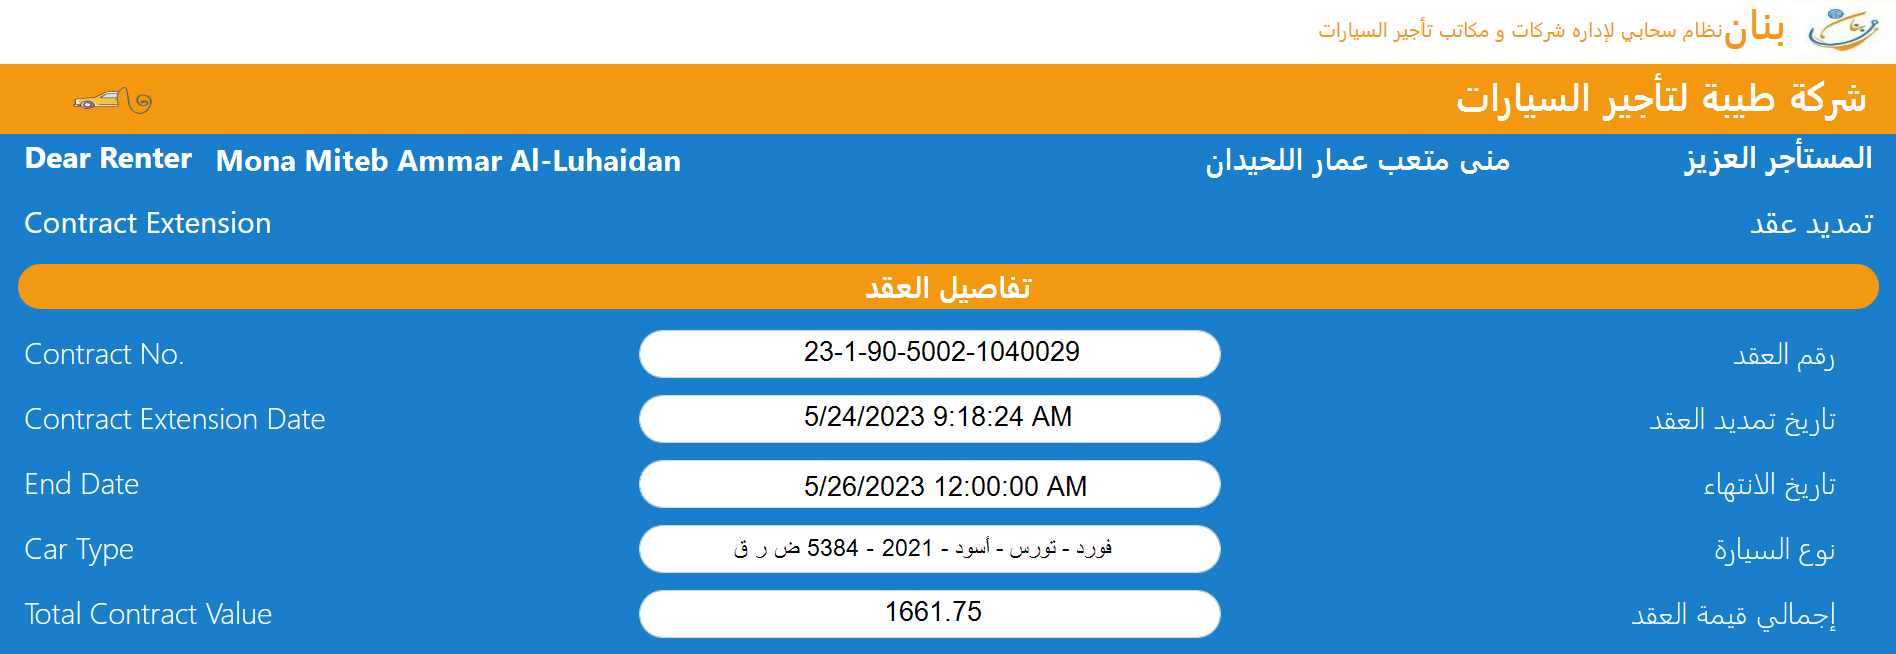 بنان نظام سحابي لإداره شركات و مكاتب تأجير السيارات
شركة طيبة لتأجير السيارات
Dear Renter Mona Miteb Ammar Al-Luhaidan منى متعب عمار اللحيدان المستأجر العزيز
Contract Extension تمديد عقد
تفاصيل العقد
Contract No. 23-1-90-5002-1040029 رقم العقد
Contract Extension Date 5/24/2023 9:18:24 AM تاريخ تمديد العقد
End Date 5/26/2023 12:00:00 AM تاريخ الانتهاء
Car Type فورد - تورس - أسود - 2021 - 5384 ض ر ق نوع السيارة
Total Contract Value 1661.75 إجمالي قيمة العقد